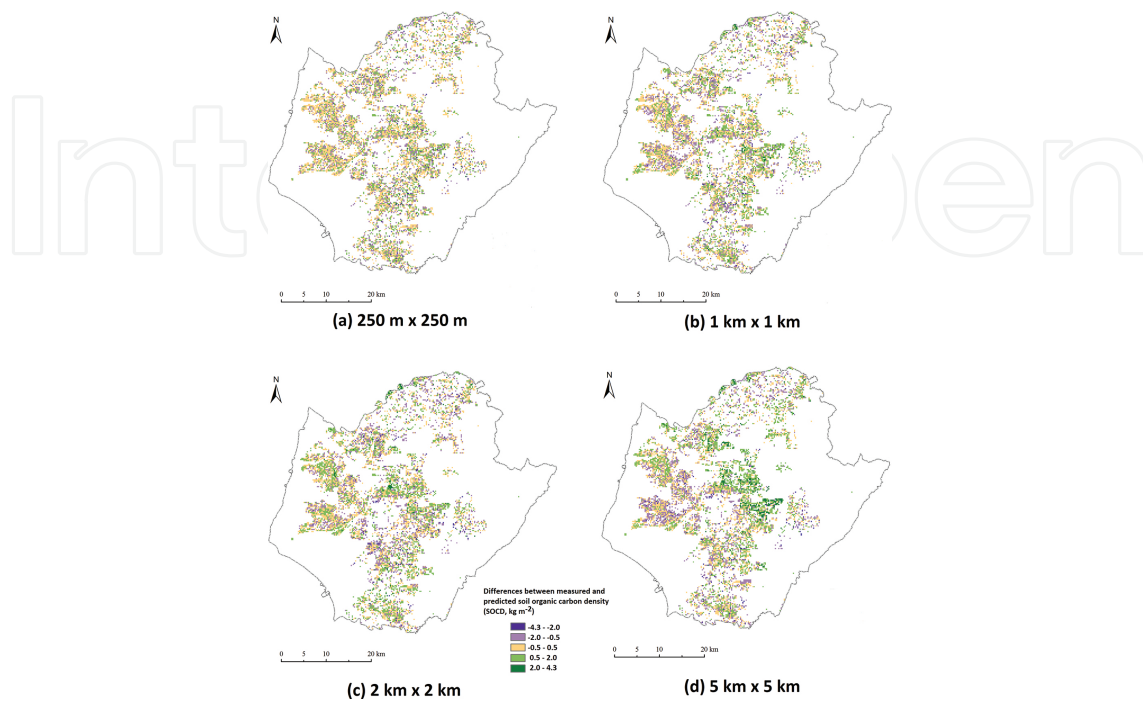 N
N
0 5 10 20 km
0 5 10 20 km
(a) 250 m x 250 m
(b) 1 km x 1 km
N
N
Differences between measured and
predicted soil organic carbon density
(SOCD, kg m⁻²)
-4.3 - -2.0
-2.0 - -0.5
-0.5 - 0.5
0.5 - 2.0
2.0 - 4.3
0 5 10 20 km
0 5 10 20 km
(c) 2 km x 2 km
(d) 5 km x 5 km